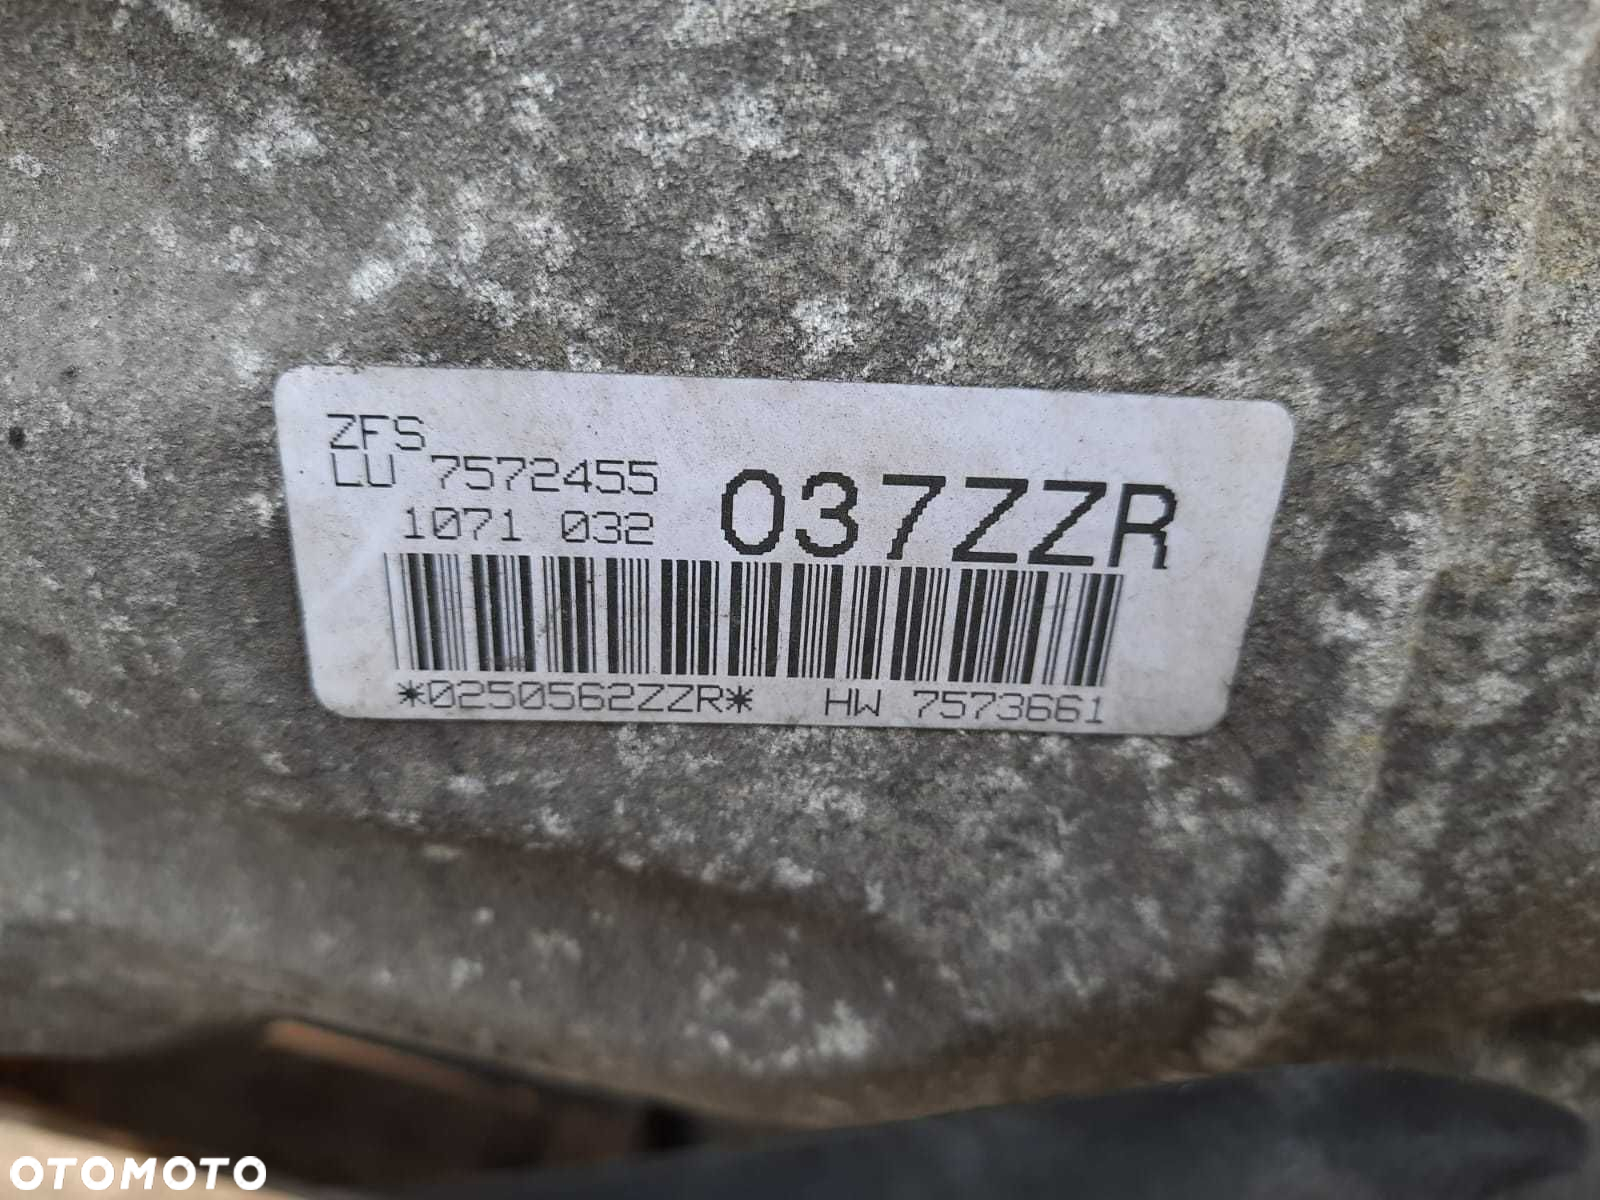 ZFS
LU 7572455
1071 032
037ZZR
*0250562ZZR* HW 7573661
OTOMOTO